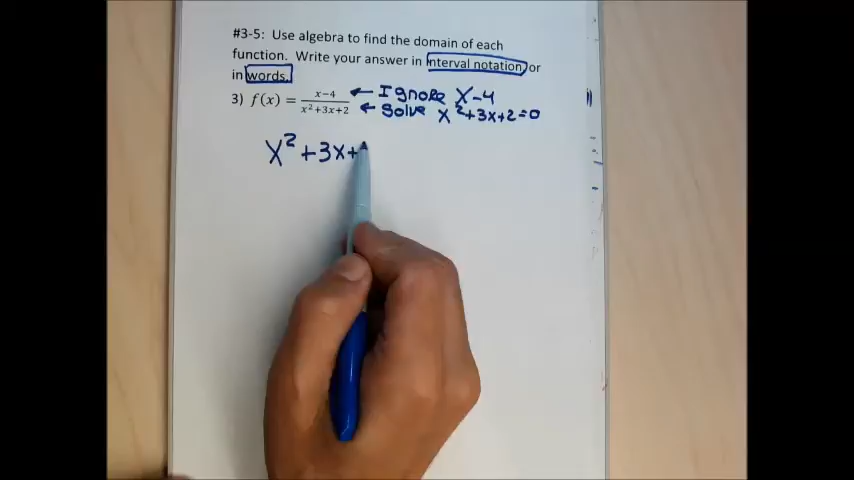 #3-5: Use algebra to find the domain of each
function. Write your answer in interval notation, or
in words.
3) f(x) = x-4 / x²+3x+2 ← Ignore x-4
← Solve x²+3x+2=0
x²+3x+